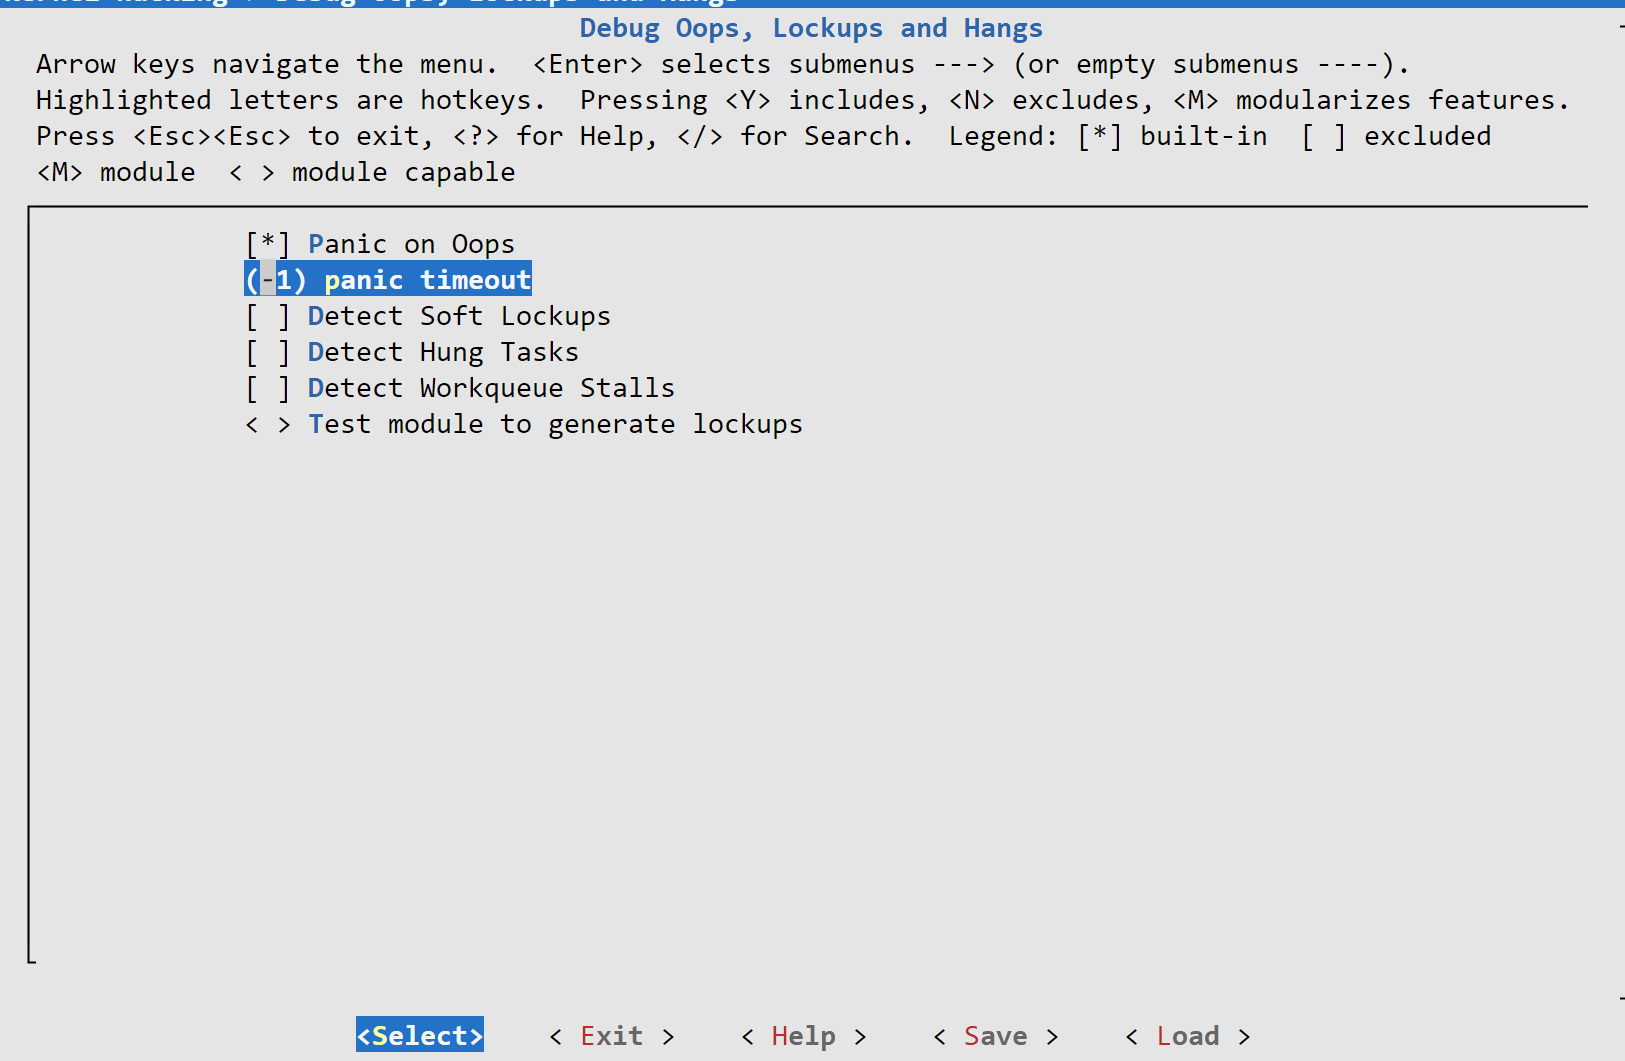 Kernel hacking > Debug Oops, Lockups and Hangs
Debug Oops, Lockups and Hangs
Arrow keys navigate the menu.  <Enter> selects submenus ---> (or empty submenus ----).
Highlighted letters are hotkeys.  Pressing <Y> includes, <N> excludes, <M> modularizes features.
Press <Esc><Esc> to exit, <?> for Help, </> for Search.  Legend: [*] built-in  [ ] excluded
<M> module  < > module capable
[*] Panic on Oops
(-1) panic timeout
[ ] Detect Soft Lockups
[ ] Detect Hung Tasks
[ ] Detect Workqueue Stalls
< > Test module to generate lockups
<Select>    < Exit >    < Help >    < Save >    < Load >